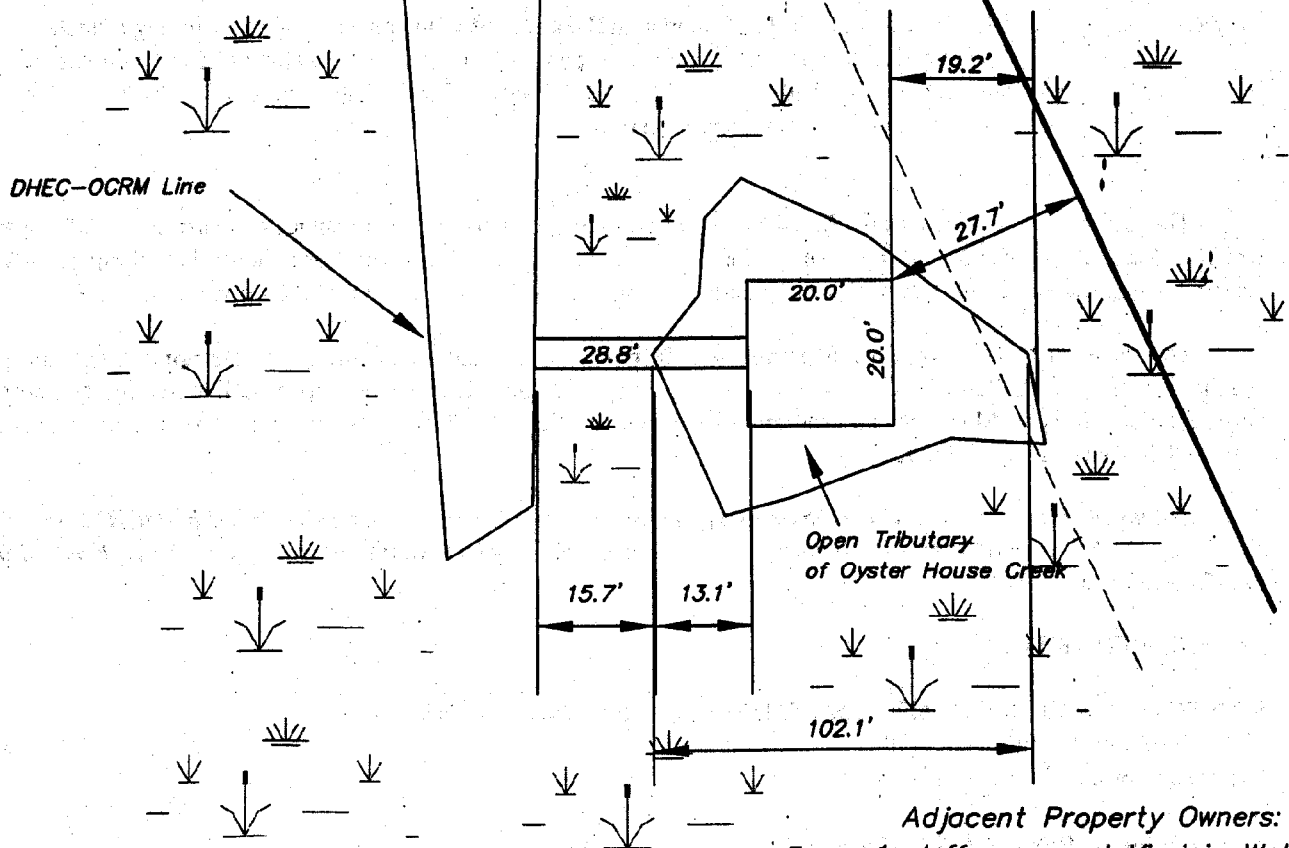 19.2'
DHEC-OCRM Line
27.7'
20.0'
20.0'
28.8'
Open Tributary
of Oyster House Creek
15.7'
13.1'
102.1'
Adjacent Property Owners: